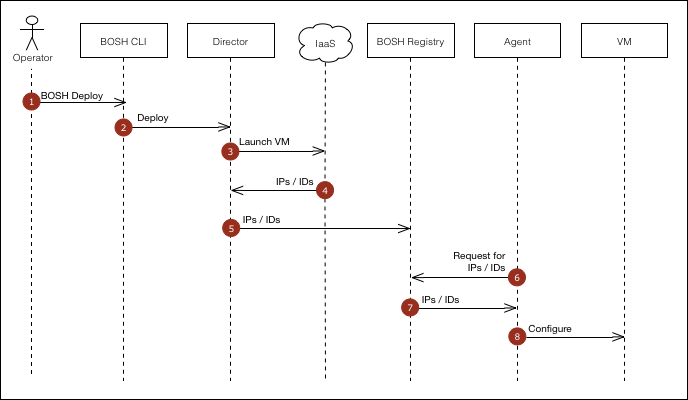 BOSH CLI
Director
IaaS
BOSH Registry
Agent
VM
Operator
1 BOSH Deploy
2 Deploy
3 Launch VM
IPs / IDs 4
5 IPs / IDs
Request for
IPs / IDs 6
7 IPs / IDs
8 Configure